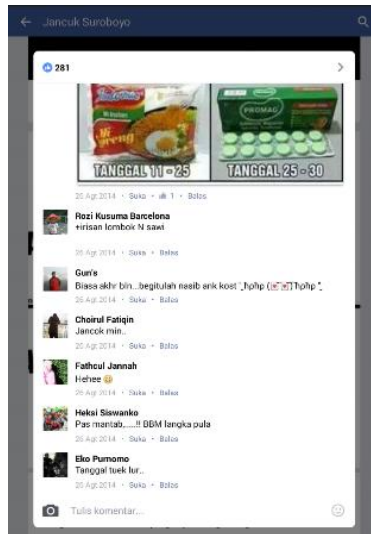 Jancuk Suroboyo
281
Indomie
Mi goreng
PROMAG
TANGGAL 11 - 25
TANGGAL 25 - 30
26 Agt 2014 • Suka • 1 • Balas
Rozi Kusuma Barcelona
+irisan lombok N sawi
26 Agt 2014 • Suka • Balas
Gun's
Biasa akhr bln...begitulah nasib ank kost
26 Agt 2014 • Suka • Balas
Choirul Fatiqin
Jancok min..
26 Agt 2014 • Suka • Balas
Fathcul Jannah
Hehee
26 Agt 2014 • Suka • Balas
Heksi Siswanko
Pas mantab,.....!! BBM langka pula
26 Agt 2014 • Suka • Balas
Eko Purnomo
Tanggal tuek lur..
26 Agt 2014 • Suka • Balas
Tulis komentar...